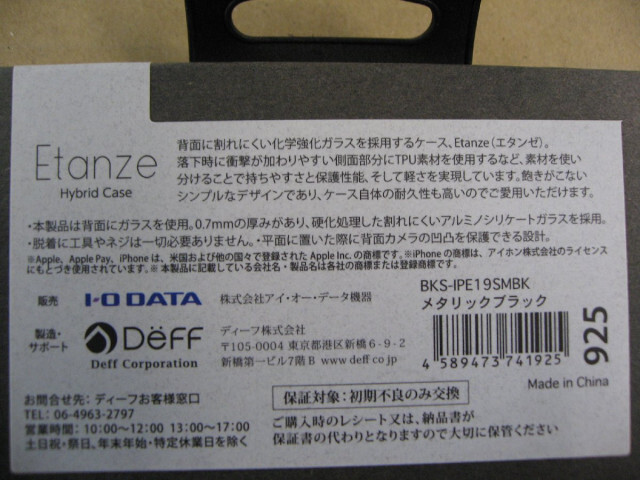 Etanze
Hybrid Case
背面に割れにくい化学強化ガラスを採用するケース、Etanze(エタンゼ)。
落下時に衝撃が加わりやすい側面部分にTPU素材を使用するなど、素材を使い
分けることで持ちやすさと保護性能、そして軽さを実現しています。飽きがこない
シンプルなデザインであり、ケース自体の耐久性も高いのでご愛用いただけます。
・本製品は背面にガラスを使用。0.7mmの厚みがあり、硬化処理した割れにくいアルミノシリケートガラスを採用。
・脱着に工具やネジは一切必要ありません。・平面に置いた際に背面カメラの凹凸を保護できる設計。
※Apple、Apple Pay、iPhone は、米国および他の国々で登録された Apple Inc. の商標です。※iPhone の商標は、アイホン株式会社のライセンス
にもとづき使用されています。※ 本製品に記載している会社名・製品名は各社の商標または登録商標です。
販売 I-O DATA 株式会社アイ・オー・データ機器
製造・
サポート
DEFF
Deff Corporation
ディーフ株式会社
〒105-0004 東京都港区新橋 6-9-2
新橋第一ビル7階 B www.deff.co.jp
BKS-IPE19SMBK
メタリックブラック
4 589473 741925
925
Made in China
お問合せ先:ディーフお客様窓口
TEL: 06-4963-2797
営業時間:10:00~12:00 13:00~17:00
土日祝・祭日、年末年始・特定休業日を除く
保証対象:初期不良のみ交換
ご購入時のレシート又は、納品書が
保証書の代わりとなりますので大切に保管ください